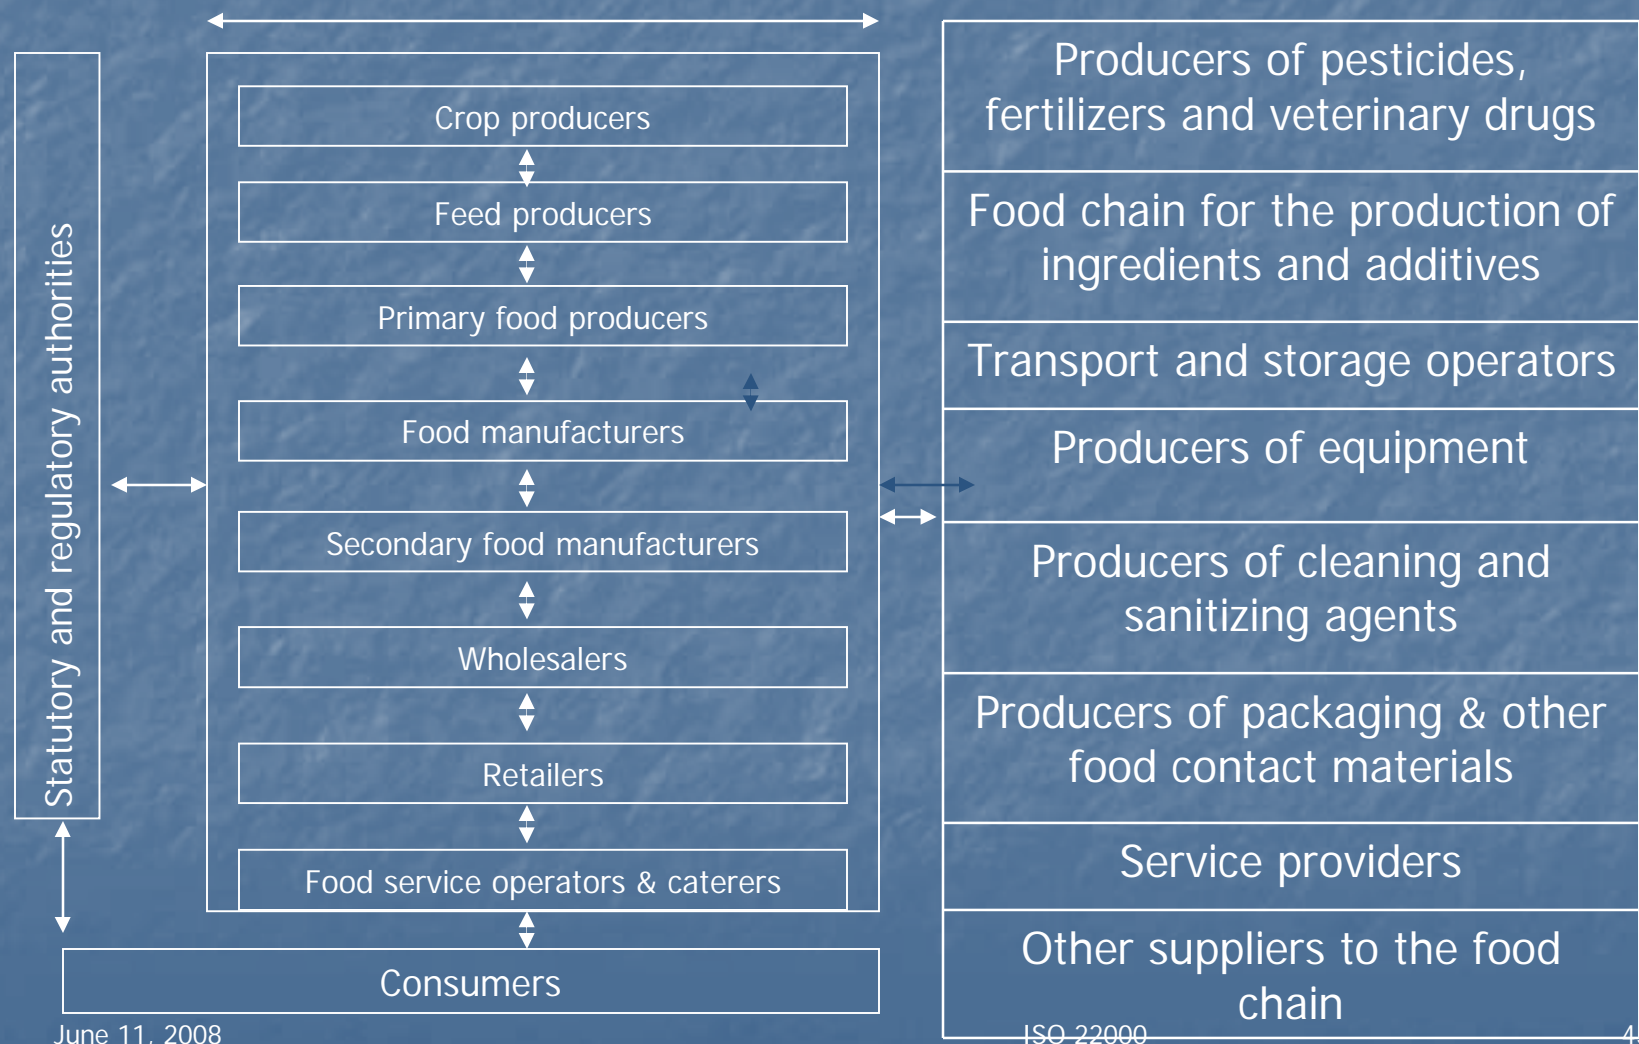 Statutory and regulatory authorities
Crop producers
Feed producers
Primary food producers
Food manufacturers
Secondary food manufacturers
Wholesalers
Retailers
Food service operators & caterers
Consumers
Producers of pesticides,
fertilizers and veterinary drugs
Food chain for the production of
ingredients and additives
Transport and storage operators
Producers of equipment
Producers of cleaning and
sanitizing agents
Producers of packaging & other
food contact materials
Service providers
Other suppliers to the food
chain
June 11, 2008
ISO 22000